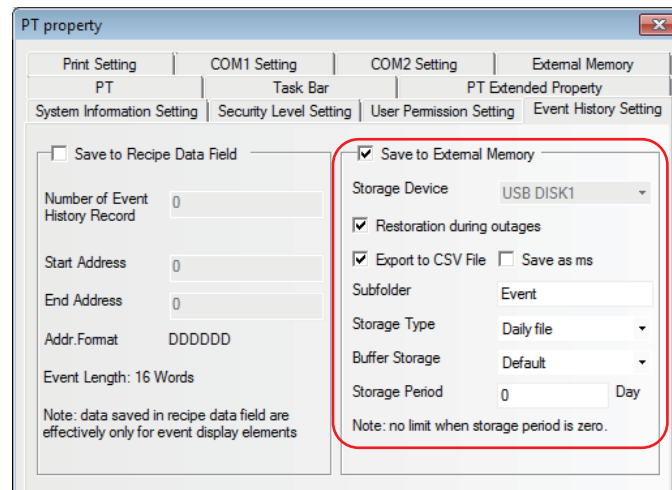 PT property
Print Setting
COM1 Setting
COM2 Setting
External Memory
PT
Task Bar
PT Extended Property
System Information Setting
Security Level Setting
User Permission Setting
Event History Setting
Save to Recipe Data Field
Number of Event
History Record
0
Start Address
0
End Address
0
Addr.Format
DDDDDD
Event Length: 16 Words
Note: data saved in recipe data field are
effectively only for event display elements
Save to External Memory
Storage Device
USB DISK1
Restoration during outages
Export to CSV File
Save as ms
Subfolder
Event
Storage Type
Daily file
Buffer Storage
Default
Storage Period
0
Day
Note: no limit when storage period is zero.